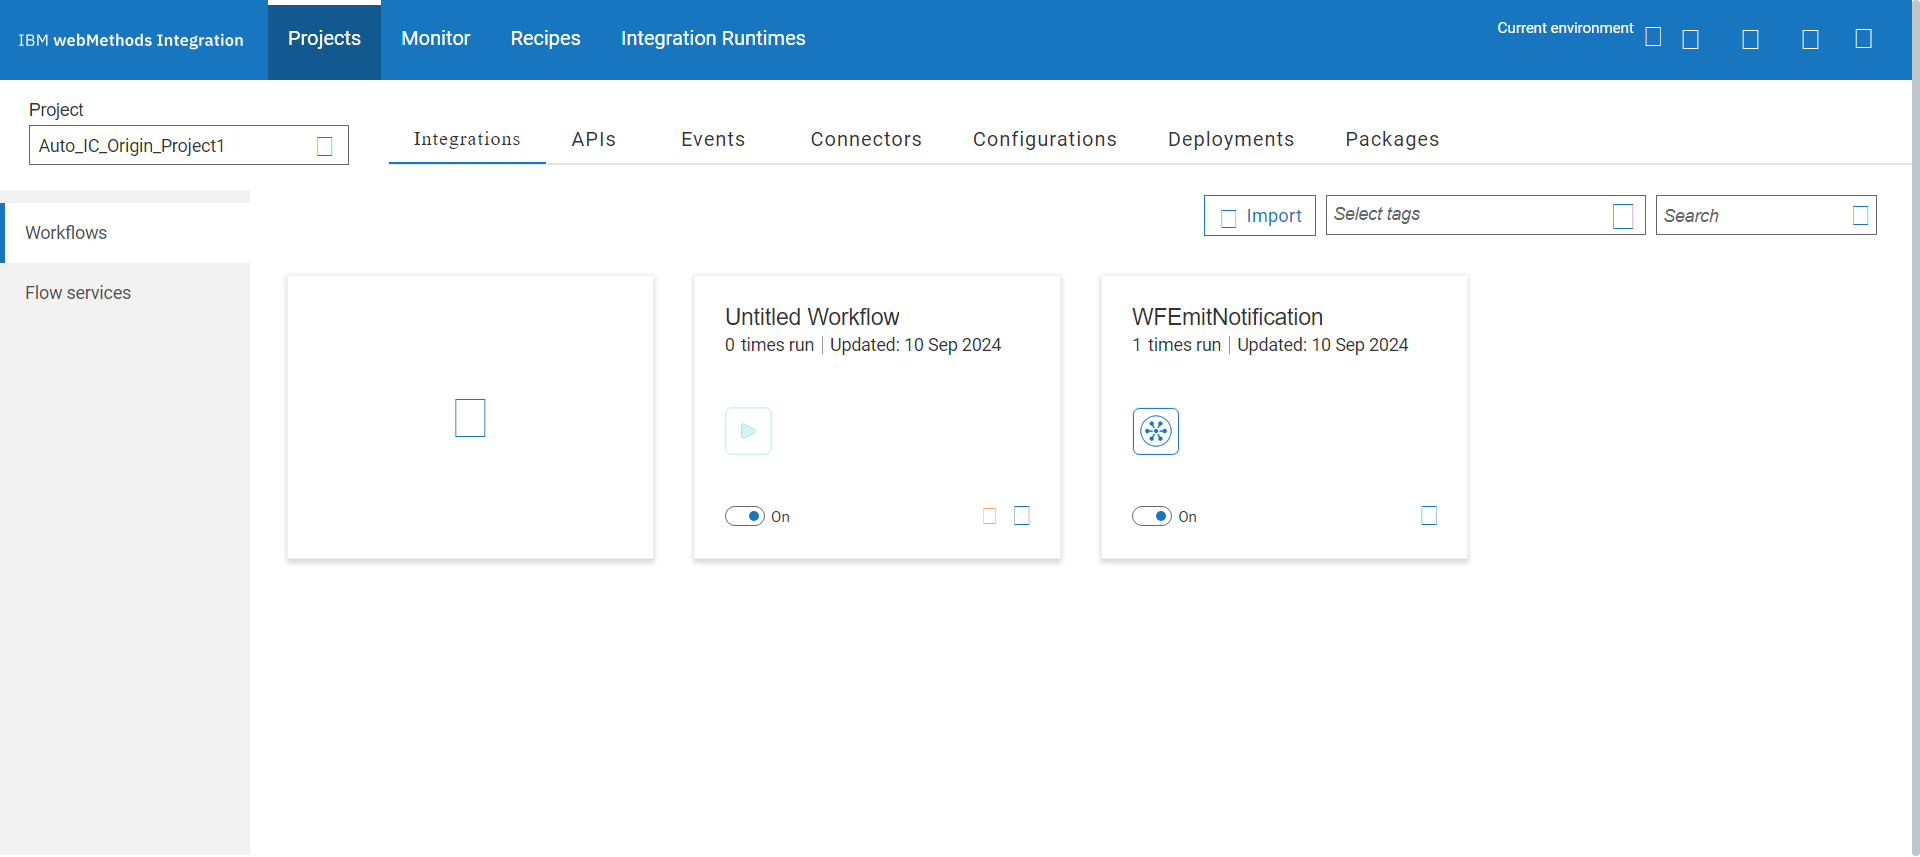 IBM webMethods Integration
Projects
Monitor
Recipes
Integration Runtimes
Current environment
Project
Auto_IC_Origin_Project1
Integrations
APIs
Events
Connectors
Configurations
Deployments
Packages
Workflows
Flow services
Import
Select tags
Search
Untitled Workflow
0 times run | Updated: 10 Sep 2024
On
WFEmitNotification
1 times run | Updated: 10 Sep 2024
On